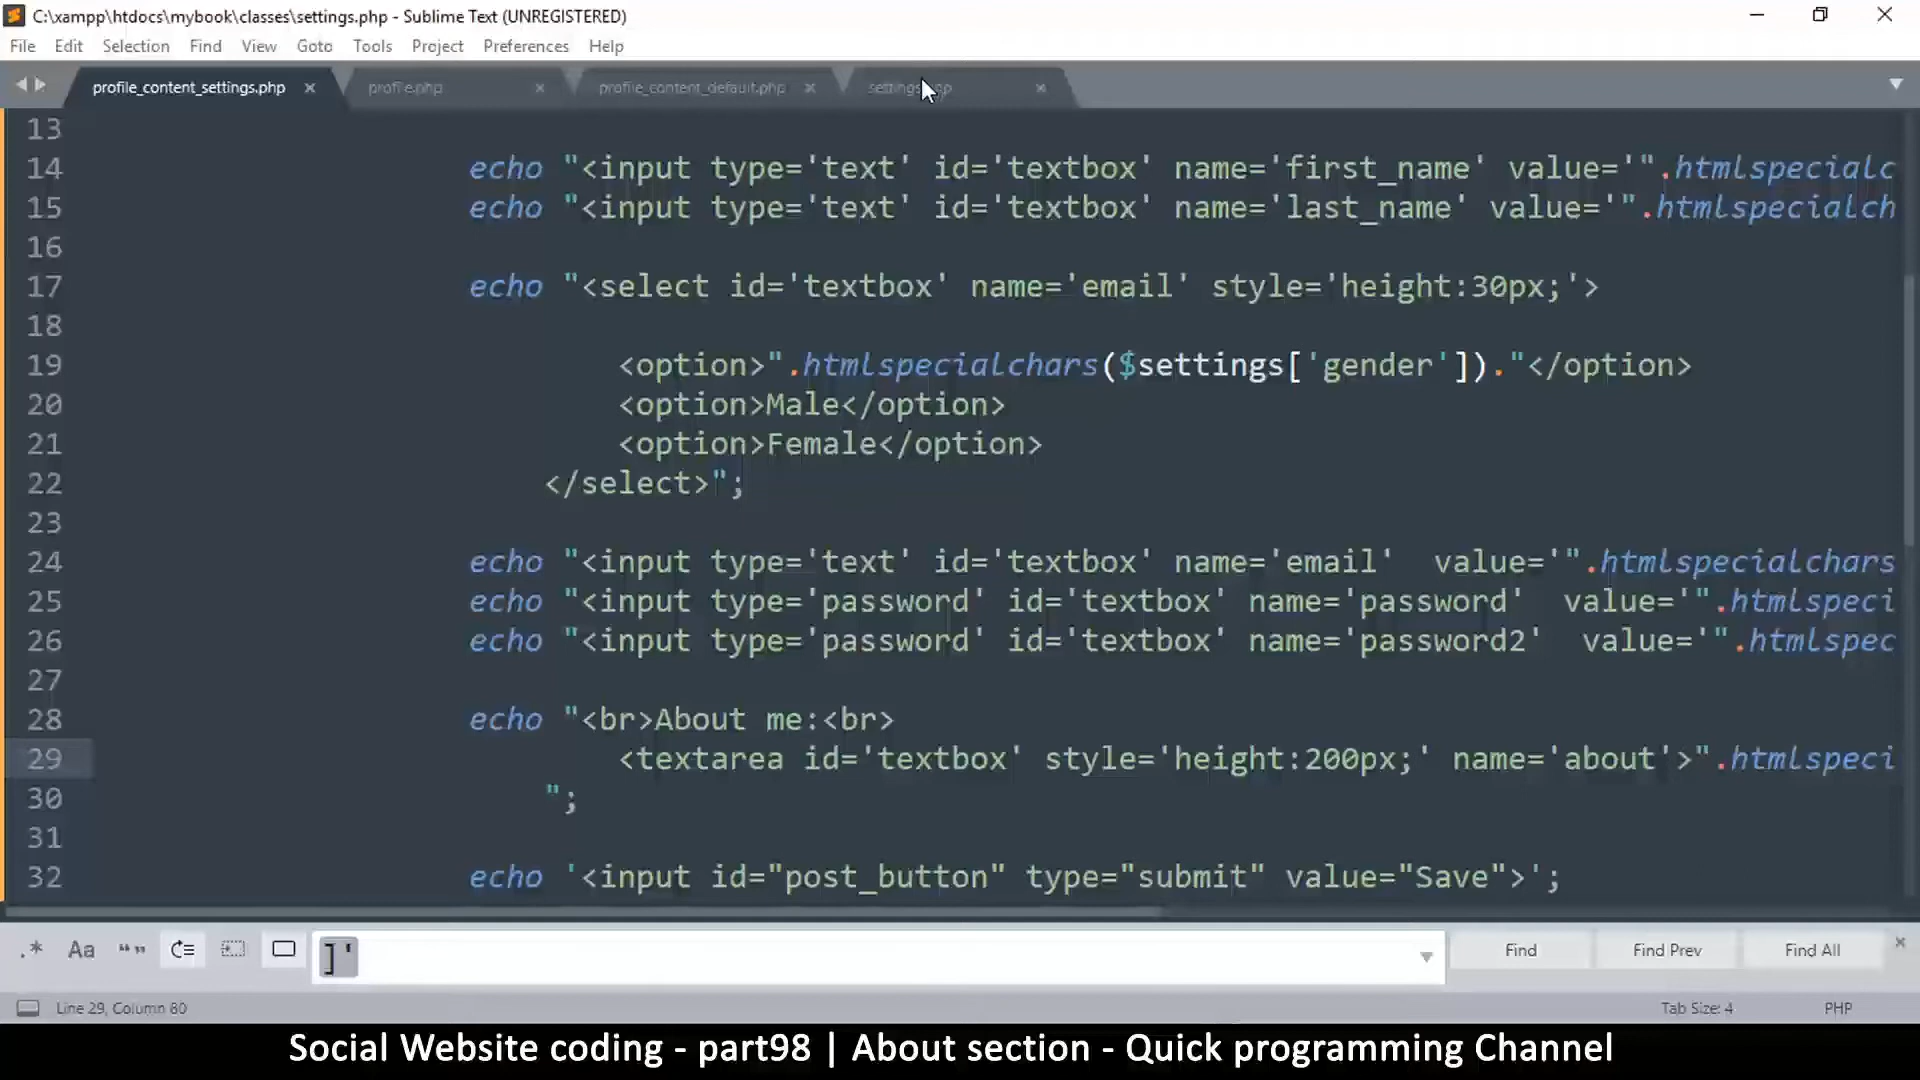 C:\xampp\htdocs\mybook\classes\settings.php - Sublime Text (UNREGISTERED)
File Edit Selection Find View Goto Tools Project Preferences Help
profile_content_settings.php profile.php profile_content_default.php
13
14 echo "<input type='text' id='textbox' name='first_name' value='".htmlspecialc
15 echo "<input type='text' id='textbox' name='last_name' value='".htmlspecialch
16
17 echo "<select id='textbox' name='email' style='height:30px;'>
18
19 <option>".htmlspecialchars($settings['gender'])."</option>
20 <option>Male</option>
21 <option>Female</option>
22 </select>";
23
24 echo "<input type='text' id='textbox' name='email'  value='".htmlspecialchars
25 echo "<input type='password' id='textbox' name='password'  value='".htmlspeci
26 echo "<input type='password' id='textbox' name='password2'  value='".htmlspec
27
28 echo "<br>About me:<br>
29 <textarea id='textbox' style='height:200px;' name='about'>".htmlspeci
30 ";
31
32 echo '<input id="post_button" type="submit" value="Save">';
.* Aa “” ]' Find Find Prev Find All
Line 29, Column 80 Tab Size: 4 PHP
Social Website coding - part98 | About section - Quick programming Channel